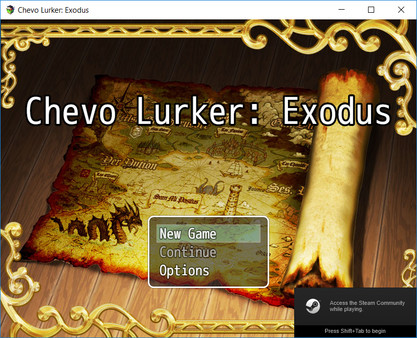 Chevo Lurker: Exodus
Chevo Lurker: Exodus
New Game
Continue
Options
Access the Steam Community
while playing.
Press Shift+Tab to begin